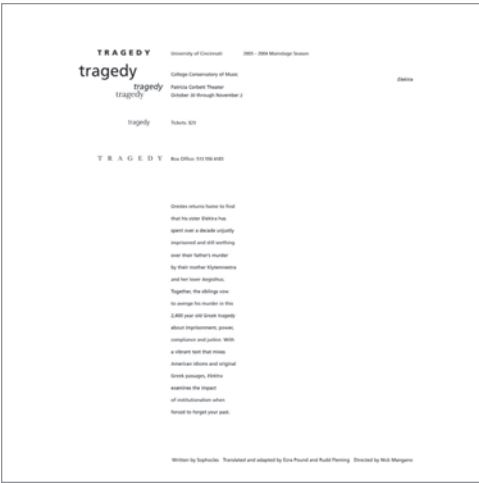 TRAGEDY University of Cincinnati 2003 – 2004 Mainstage Season
tragedy College-Conservatory of Music
Elektra
tragedy Patricia Corbett Theater
tragedy October 30 through November 2
tragedy Tickets: $25
TRAGEDY Box Office: 513 556 4183
Orestes returns home to find
that his sister Elektra has
spent over a decade unjustly
imprisoned and still seething
over their father's murder
by their mother Klytemnestra
and her lover Aegisthus.
Together, the siblings vow
to avenge his murder in this
2,400 year old Greek tragedy
about imprisonment, power,
compliance and justice. With
a vibrant text that mixes
American idioms and original
Greek passages, Elektra
examines the impact
of institutionalism when
forced to forget your past.
Written by Sophocles Translated and adapted by Ezra Pound and Rudd Fleming Directed by Nick Mangano